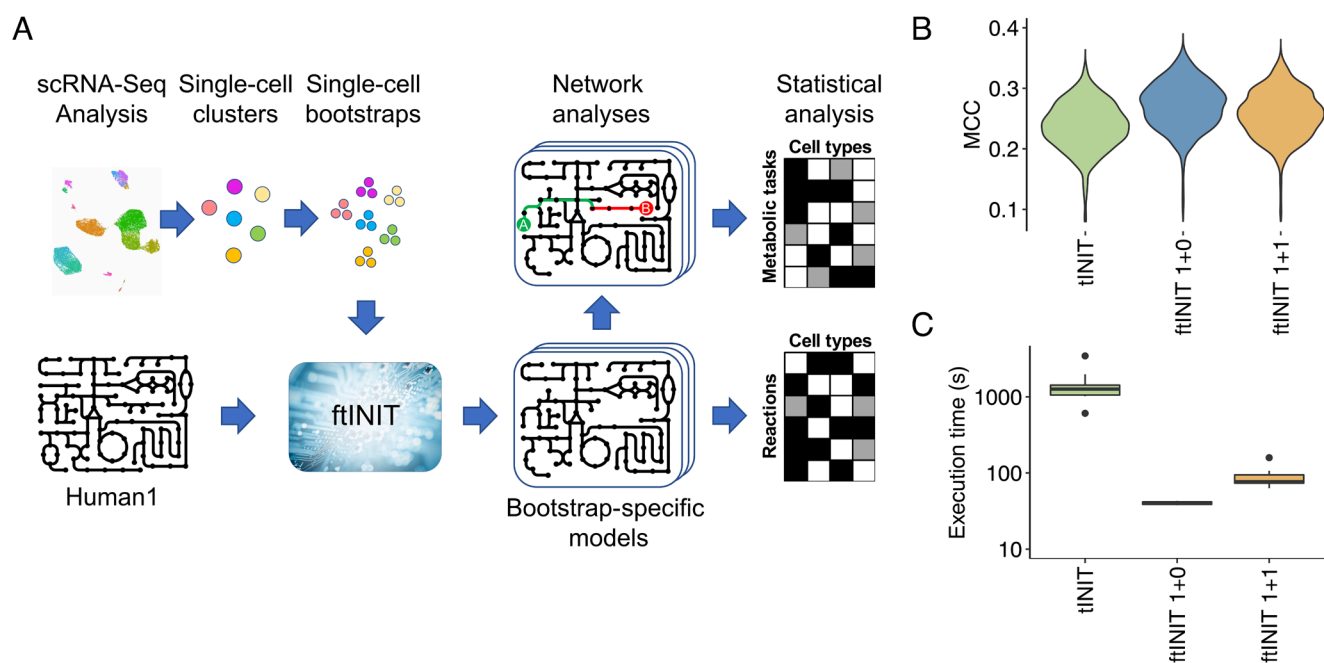 A
scRNA-Seq
Analysis
Single-cell
clusters
Single-cell
bootstraps
Network
analyses
Statistical
analysis
Cell types
Metabolic tasks
A
B
Human1
ftINIT
Bootstrap-specific
models
Cell types
Reactions
B
MCC
0.4
0.3
0.2
0.1
tINIT
ftINIT 1+0
ftINIT 1+1
C
Execution time (s)
1000
100
10
tINIT
ftINIT 1+0
ftINIT 1+1